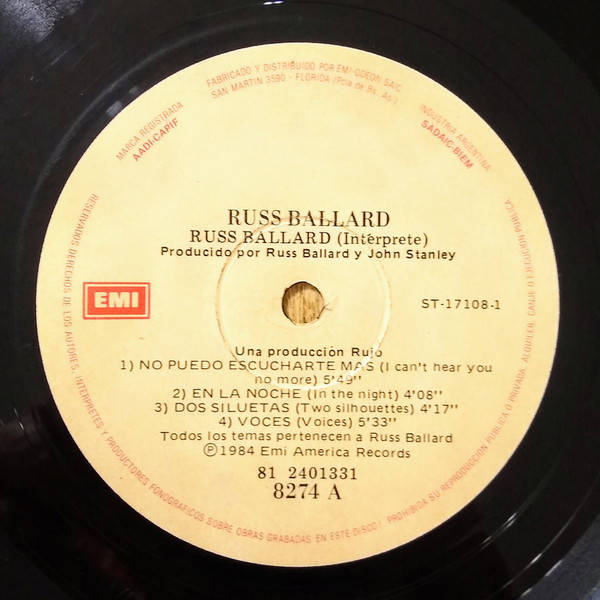 FABRICADO Y DISTRIBUIDO POR EMI-ODEON SAIC
SAN MARTIN 3590 - FLORIDA (Pcia de Bs. As.)
MARCA REGISTRADA
AADI-CAPIF
INDUSTRIA ARGENTINA
SADAIC-BIEM
RUSS BALLARD
RUSS BALLARD (Intérprete)
Producido por Russ Ballard y John Stanley
EMI
ST-17108-1
Una producción Rujo
1) NO PUEDO ESCUCHARTE MAS (I can't hear you
no more) 5'49''
2) EN LA NOCHE (In the night) 4'08''
3) DOS SILUETAS (Two silhouettes) 4'17''
4) VOCES (Voices) 5'33''
Todos los temas pertenecen a Russ Ballard
Ⓟ1984 Emi America Records
81 2401331
8274 A
RESERVADOS DERECHOS DE LOS AUTORES, INTERPRETES Y PRODUCTORES FONOGRAFICOS SOBRE OBRAS GRABADAS EN ESTE DISCO. PROHIBIDA SU REPRODUCCION PUBLICA O PRIVADA, ALQUILER, CANJE O EJECUCION PUBLICA